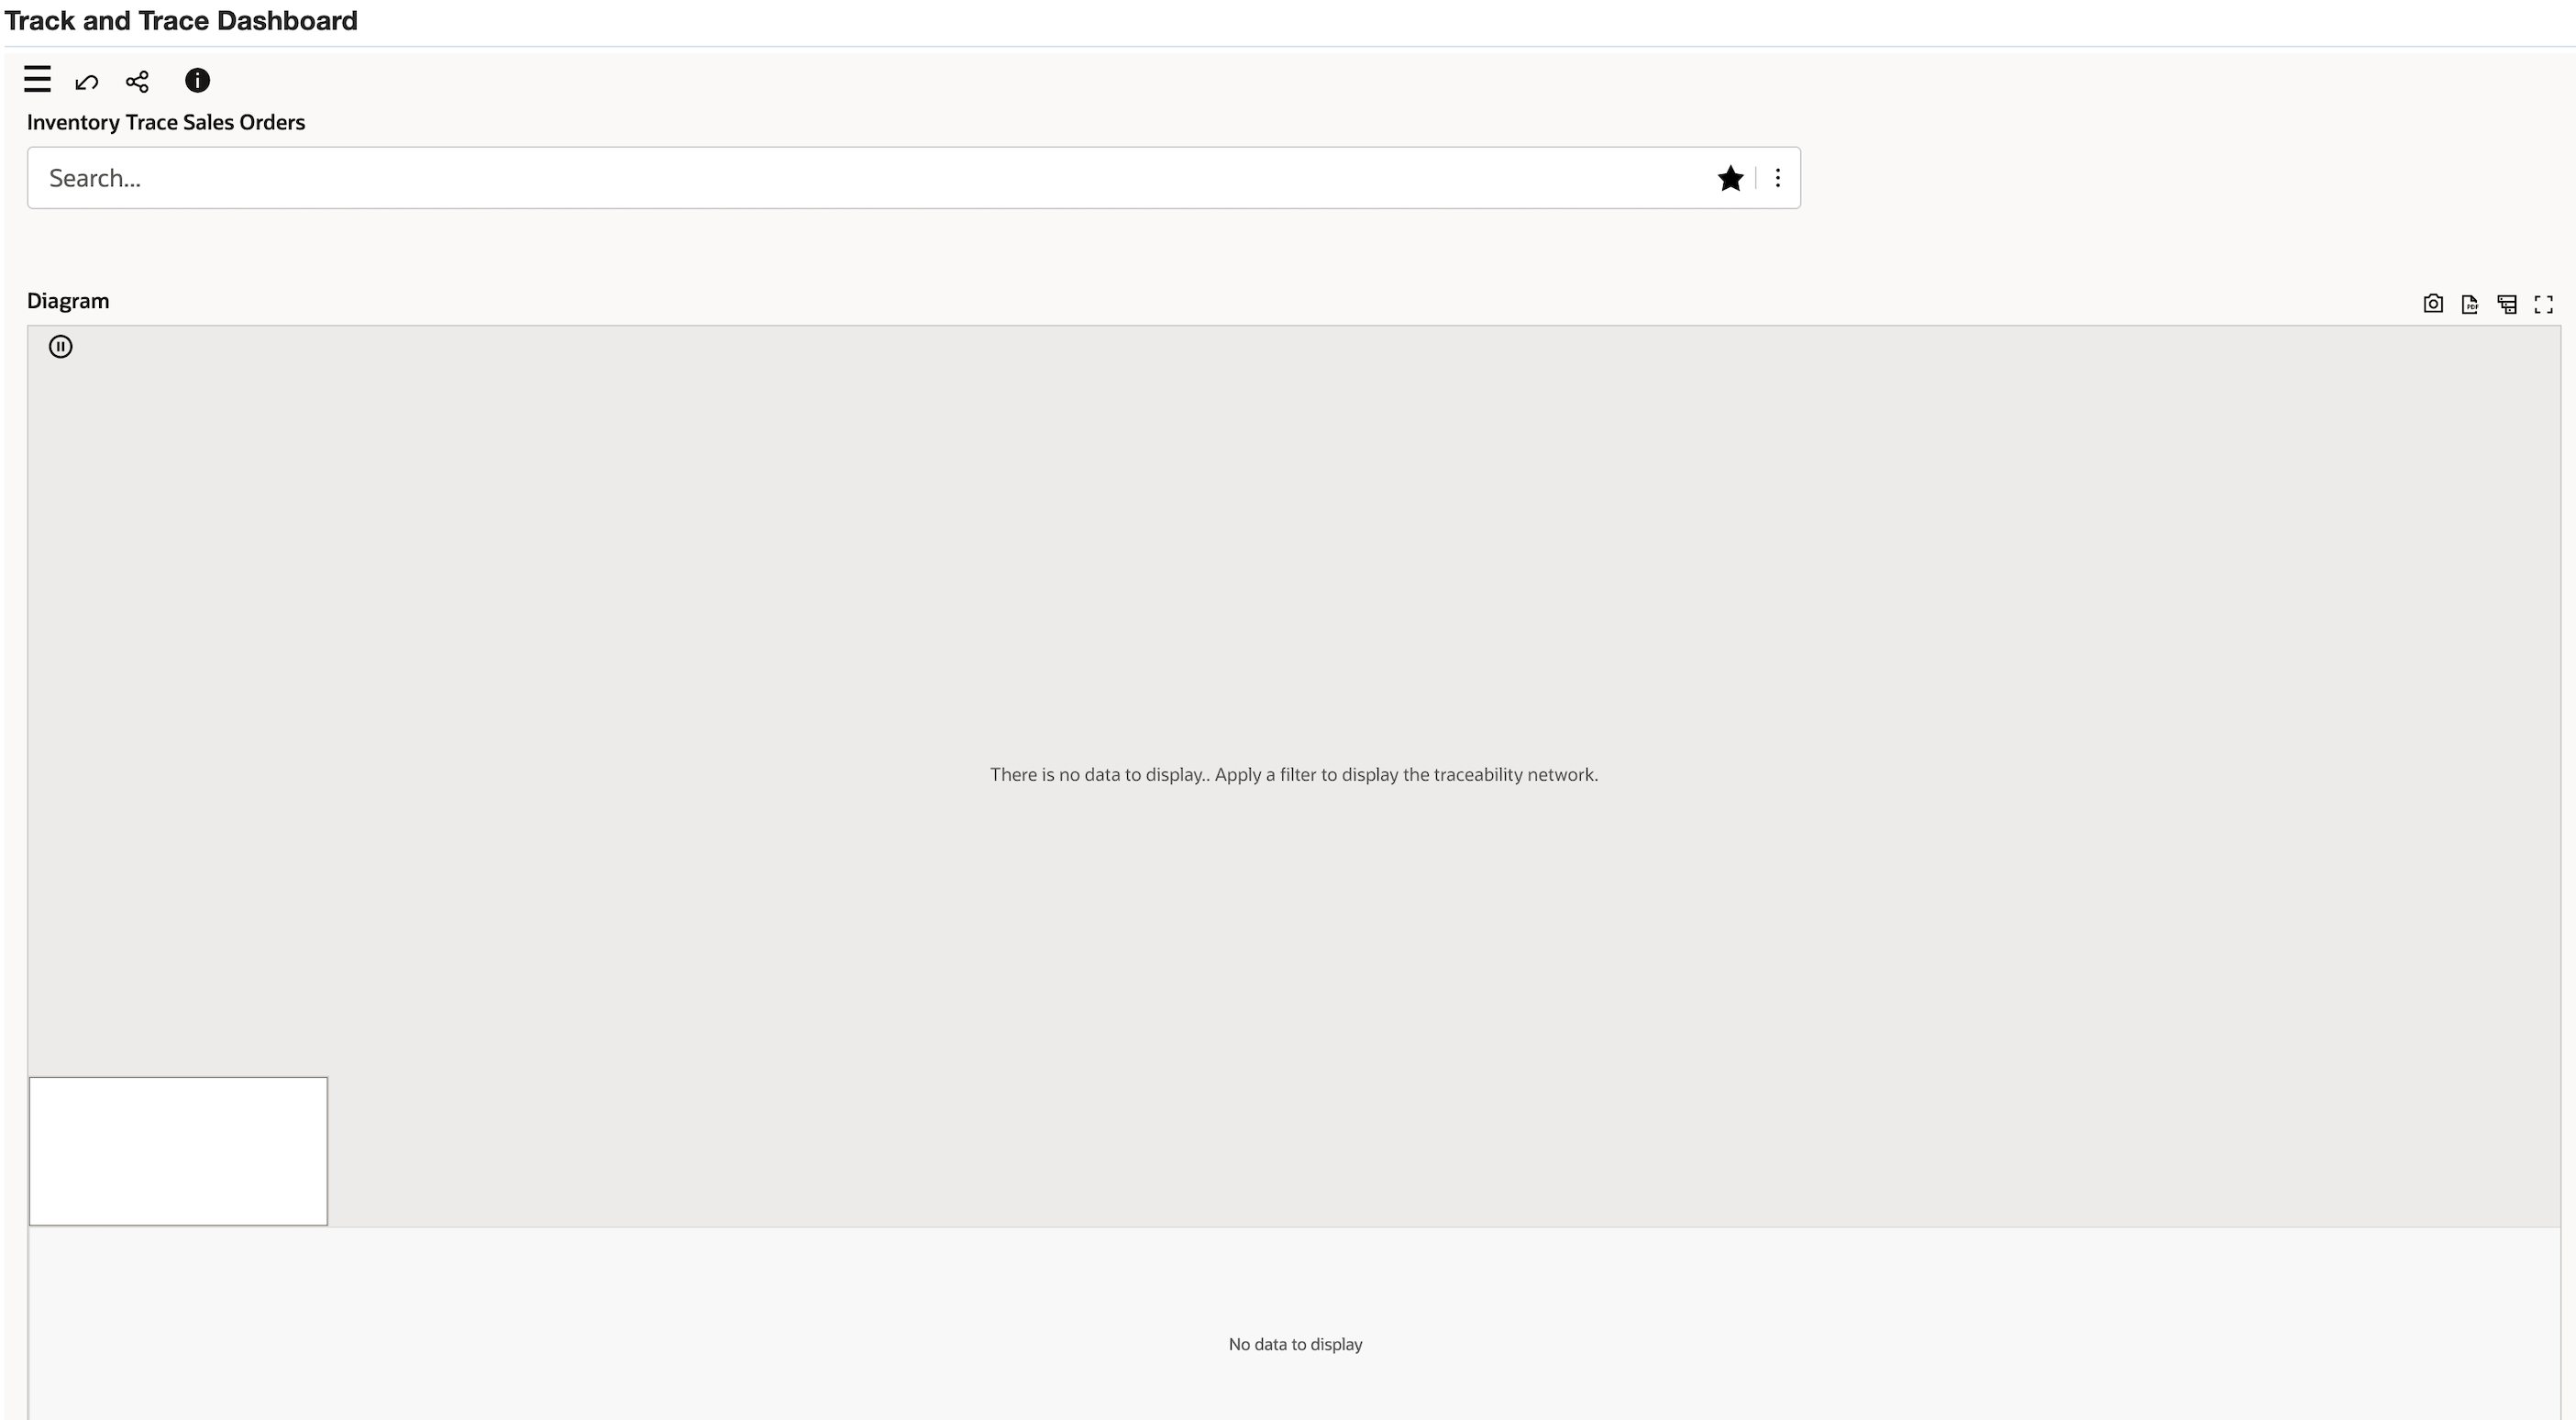 Track and Trace Dashboard
Inventory Trace Sales Orders
Search...
Diagram
PDF
There is no data to display.. Apply a filter to display the traceability network.
No data to display